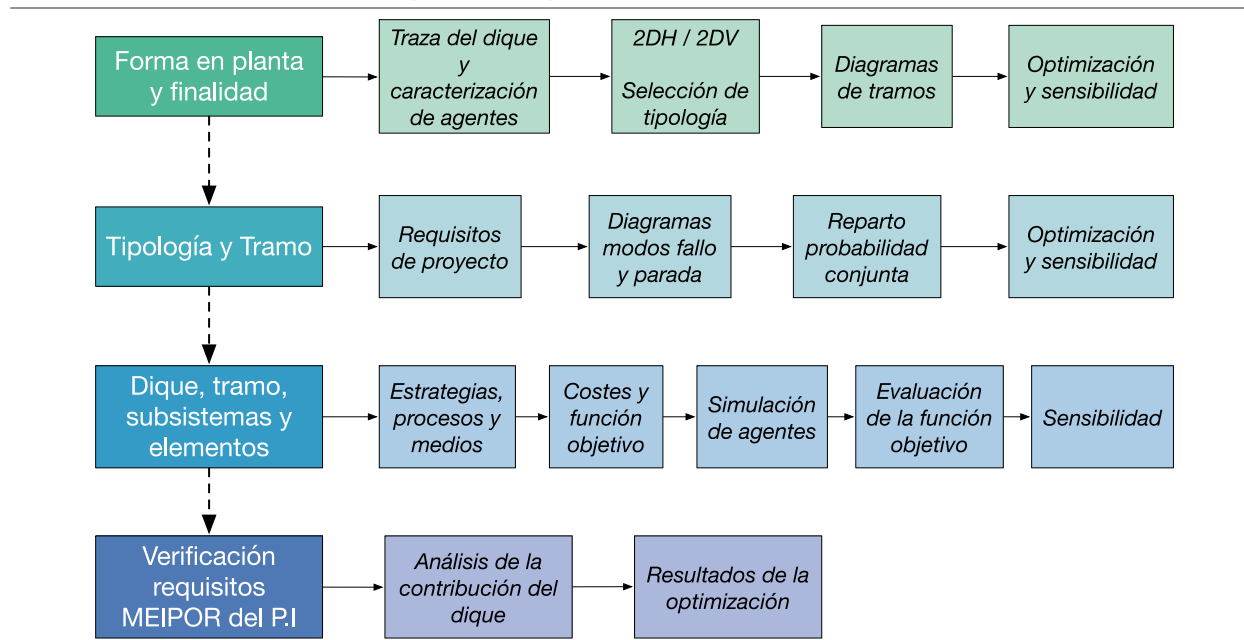 Forma en planta
y finalidad
Traza del dique
y
caracterización
de agentes
2DH / 2DV
Selección de
tipología
Diagramas
de tramos
Optimización
y sensibilidad
Tipología y Tramo
Requisitos
de proyecto
Diagramas
modos fallo
y parada
Reparto
probabilidad
conjunta
Optimización
y sensibilidad
Dique, tramo,
subsistemas y
elementos
Estrategias,
procesos y
medios
Costes y
función
objetivo
Simulación
de agentes
Evaluación
de la función
objetivo
Sensibilidad
Verificación
requisitos
MEIPOR del P.I
Análisis de la
contribución del
dique
Resultados de la
optimización